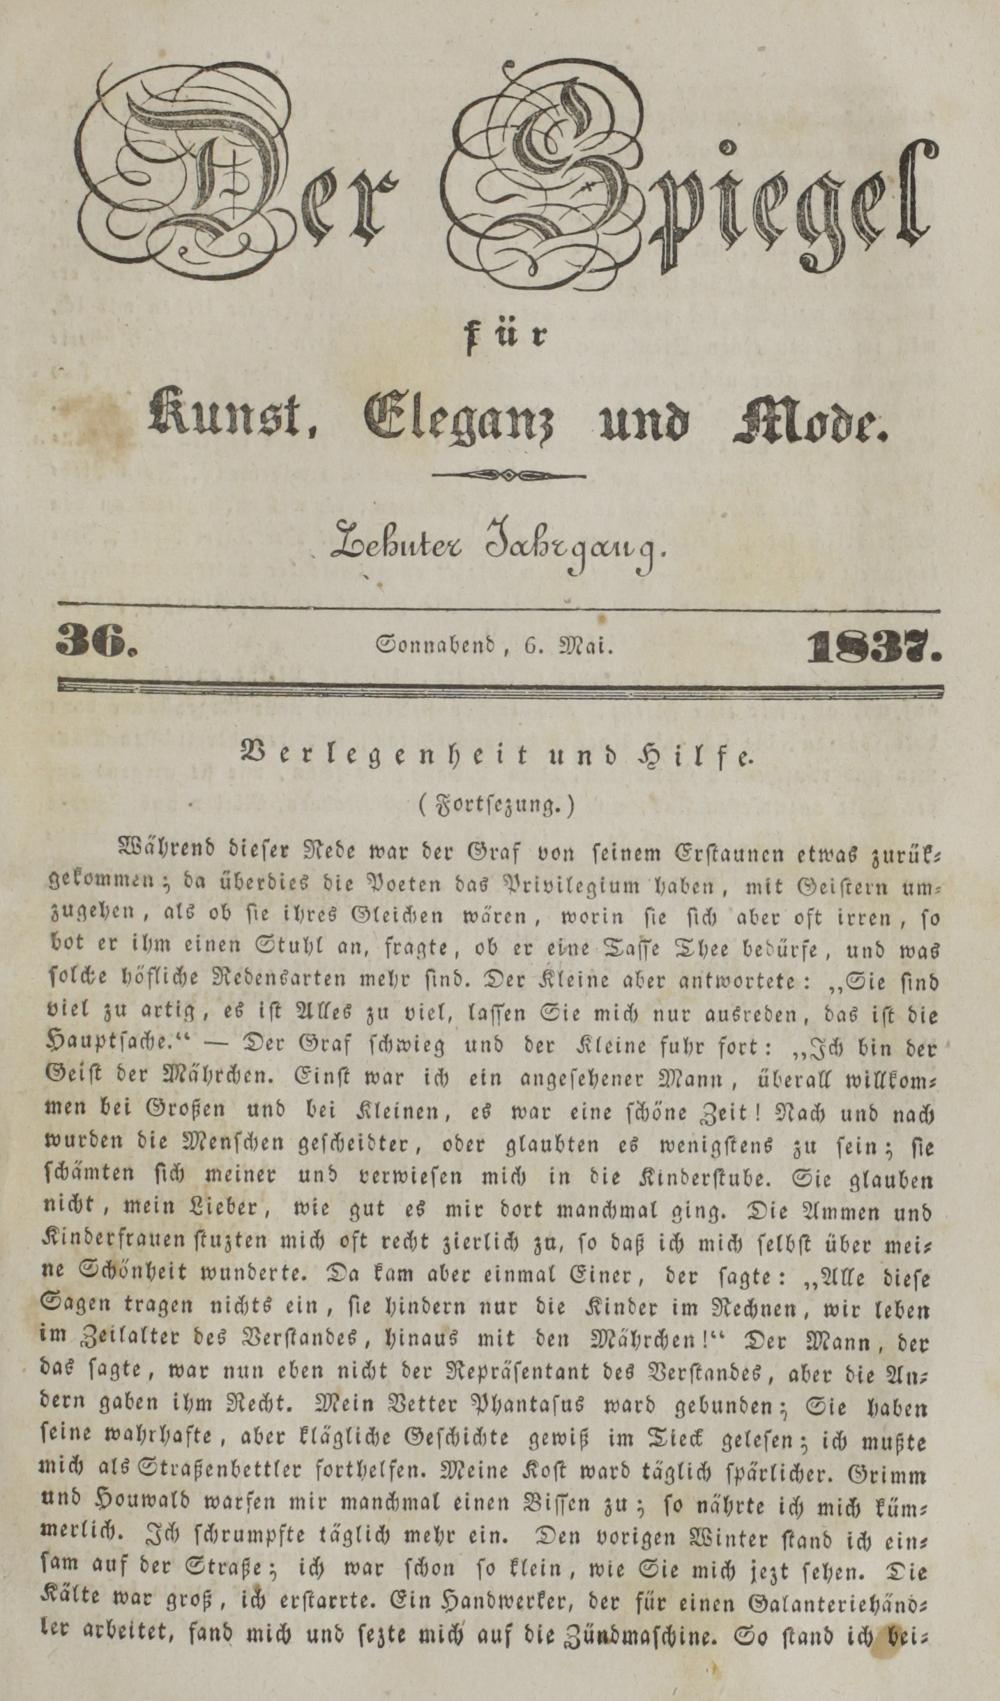 Der Spiegel
für
Kunst, Eleganz und Mode.
Zehnter Jahrgang.
36. Sonnabend, 6. Mai. 1837.
Verlegenheit und Hilfe.
(Fortsezung.)
Während dieser Rede war der Graf von seinem Erstaunen etwas zurük-
gekommen; da überdies die Poeten das Privilegium haben, mit Geistern um-
zugehen, als ob sie ihres Gleichen wären, worin sie sich aber oft irren, so
bot er ihm einen Stuhl an, fragte, ob er eine Tasse Thee bedürfe, und was
solche höfliche Redensarten mehr sind. Der Kleine aber antwortete: „Sie sind
viel zu artig, es ist Alles zu viel, lassen Sie mich nur ausreden, das ist die
Hauptsache.“ — Der Graf schwieg und der Kleine fuhr fort: „Ich bin der
Geist der Mährchen. Einst war ich ein angesehener Mann, überall willkom-
men bei Großen und bei Kleinen, es war eine schöne Zeit! Nach und nach
wurden die Menschen gescheidter, oder glaubten es wenigstens zu sein; sie
schämten sich meiner und verwiesen mich in die Kinderstube. Sie glauben
nicht, mein Lieber, wie gut es mir dort manchmal ging. Die Ammen und
Kinderfrauen stuzten mich oft recht zierlich zu, so daß ich mich selbst über mei-
ne Schönheit wunderte. Da kam aber einmal Einer, der sagte: „Alle diese
Sagen tragen nichts ein, sie hindern nur die Kinder im Rechnen, wir leben
im Zeilalter des Verstandes, hinaus mit den Mährchen!“ Der Mann, der
das sagte, war nun eben nicht der Repräsentant des Verstandes, aber die An-
dern gaben ihm Recht. Mein Vetter Phantasus ward gebunden; Sie haben
seine wahrhafte, aber klägliche Geschichte gewiß im Tieck gelesen; ich mußte
mich als Straßenbettler forthelfen. Meine Kost ward täglich spärlicher. Grimm
und Houwald warfen mir manchmal einen Bissen zu; so nährte ich mich küm-
merlich. Ich schrumpfte täglich mehr ein. Den vorigen Winter stand ich ein-
sam auf der Straße; ich war schon so klein, wie Sie mich jezt sehen. Die
Kälte war groß, ich erstarrte. Ein Handwerker, der für einen Galanteriehänd-
ler arbeitet, fand mich und sezte mich auf die Zündmaschine. So stand ich bei-